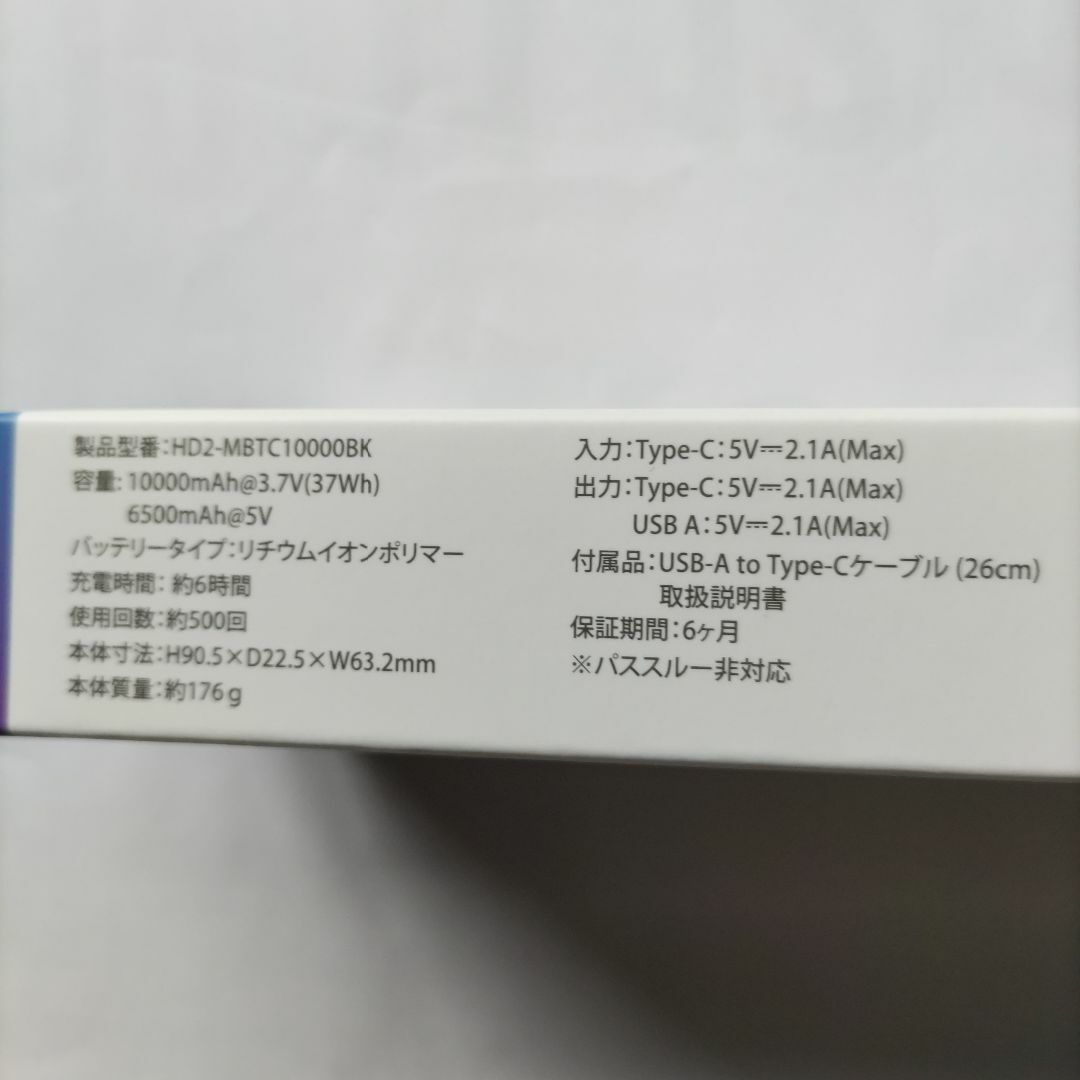 製品型番：HD2-MBTC10000BK
容量: 10000mAh@3.7V(37Wh)
6500mAh@5V
バッテリータイプ：リチウムイオンポリマー
充電時間： 約6時間
使用回数：約500回
本体寸法：H90.5×D22.5×W63.2mm
本体質量：約176g
入力：Type-C：5V⎓2.1A(Max)
出力：Type-C：5V⎓2.1A(Max)
USB A：5V⎓2.1A(Max)
付属品：USB-A to Type-Cケーブル (26cm)
取扱説明書
保証期間：6ヶ月
※パススルー非対応